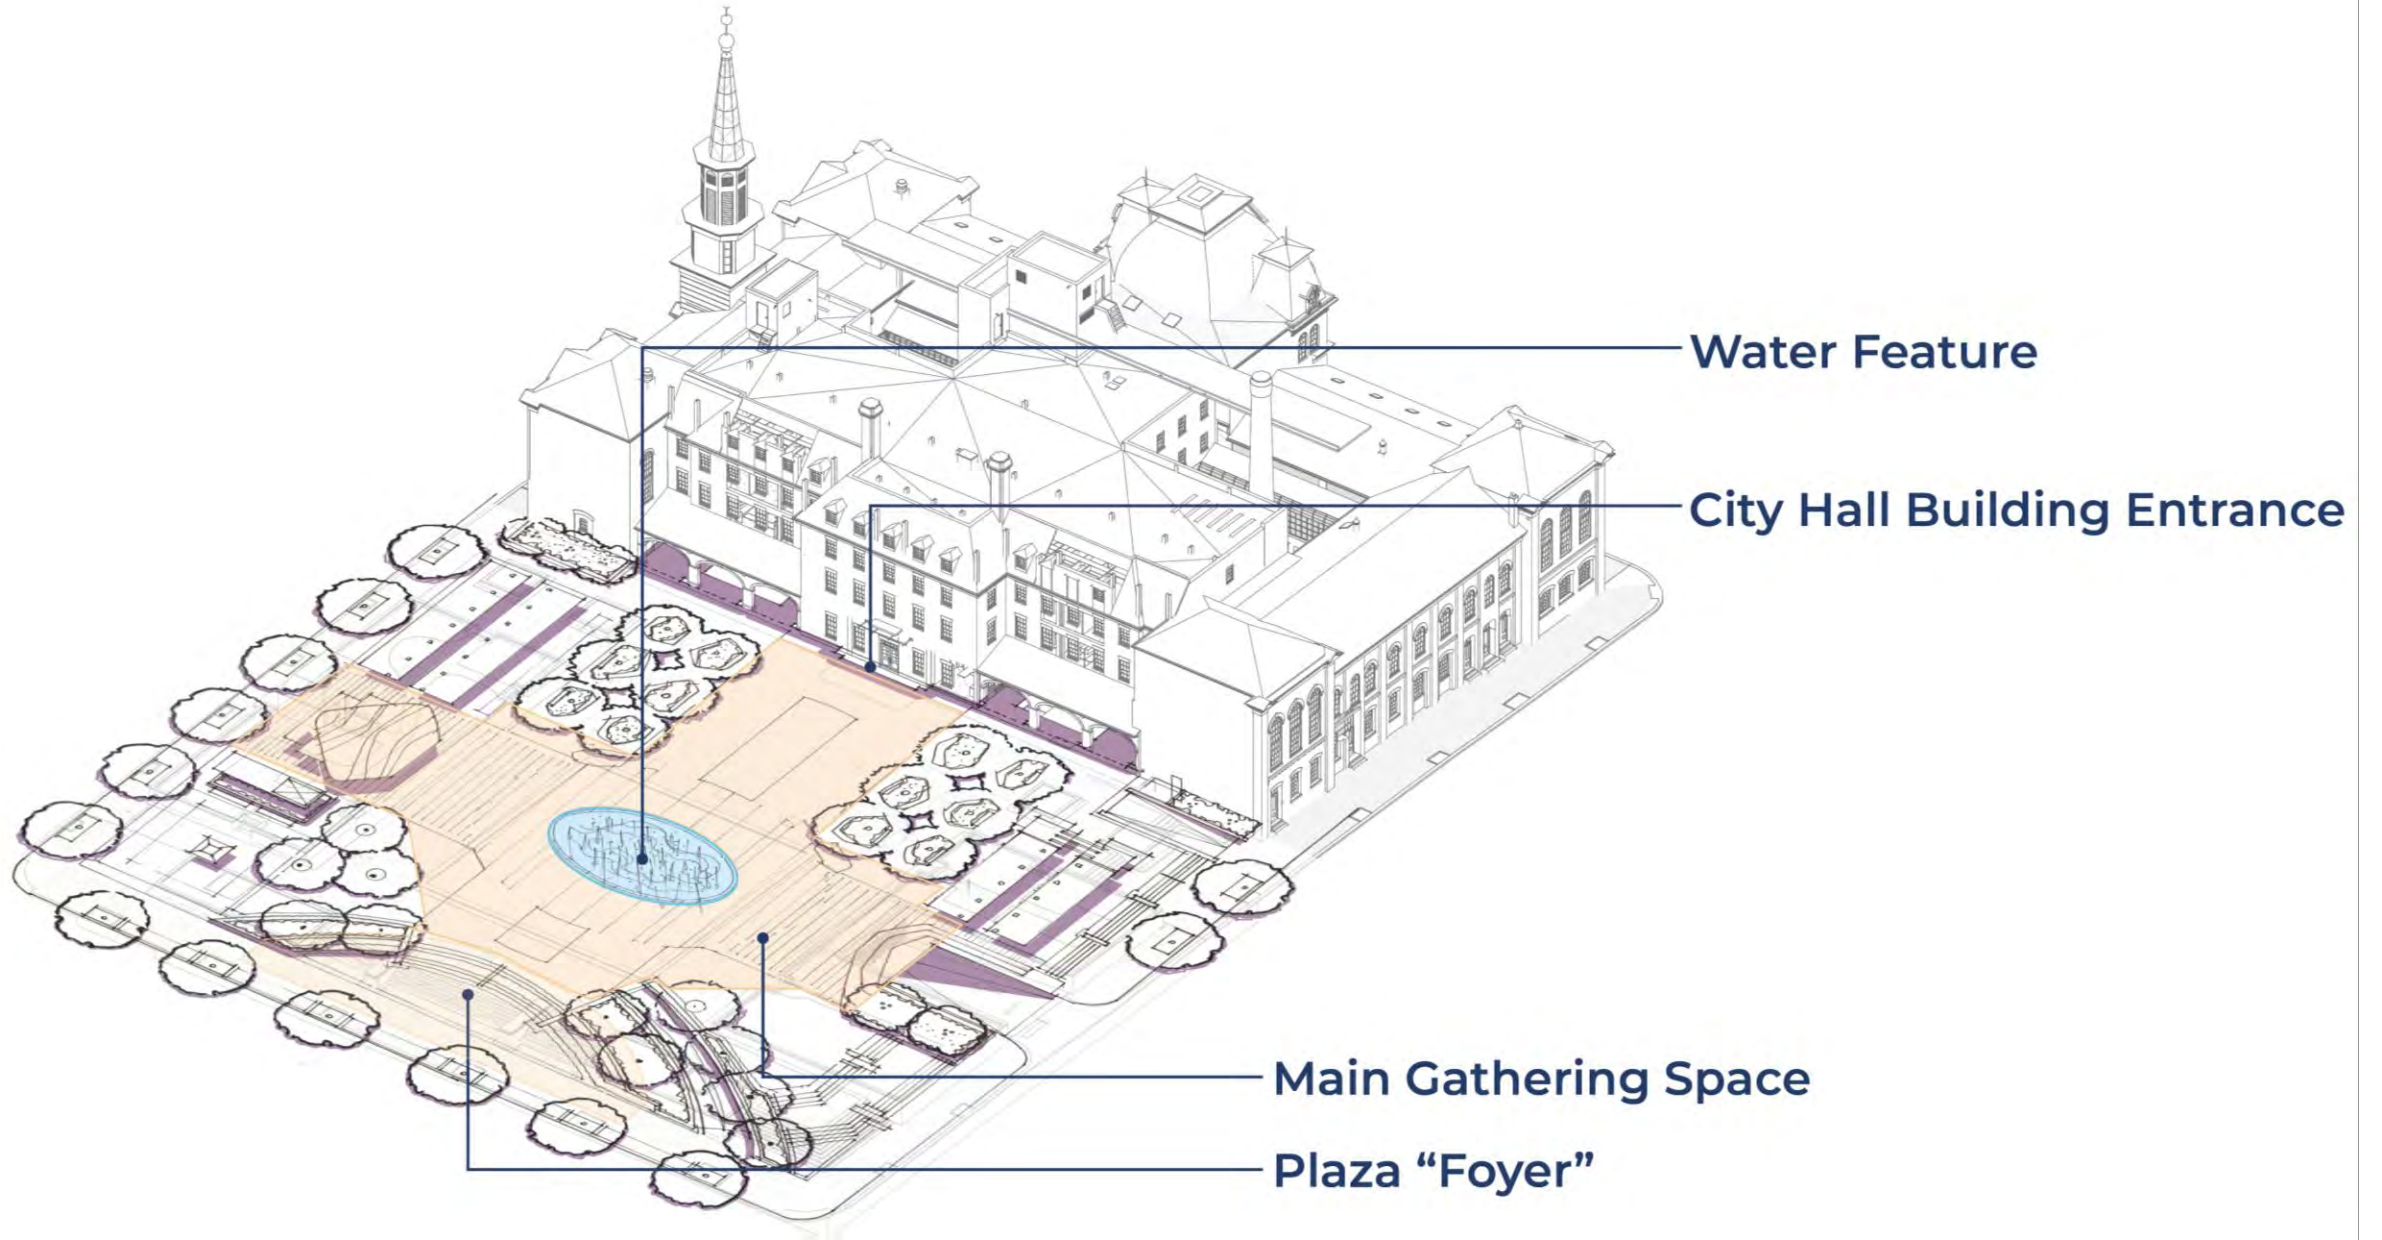 Water Feature
City Hall Building Entrance
Main Gathering Space
Plaza “Foyer”